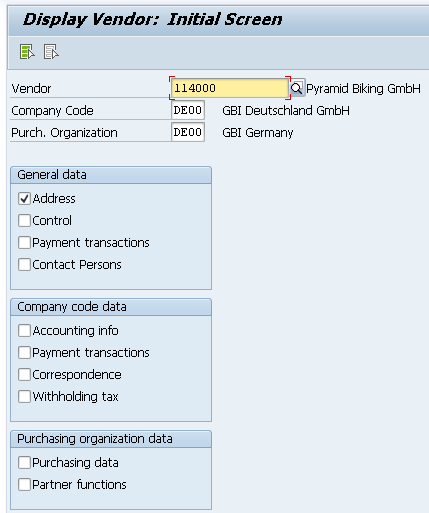 Display Vendor: Initial Screen
Vendor 114000 Pyramid Biking GmbH
Company Code DE00 GBI Deutschland GmbH
Purch. Organization DE00 GBI Germany
General data
Address
Control
Payment transactions
Contact Persons
Company code data
Accounting info
Payment transactions
Correspondence
Withholding tax
Purchasing organization data
Purchasing data
Partner functions